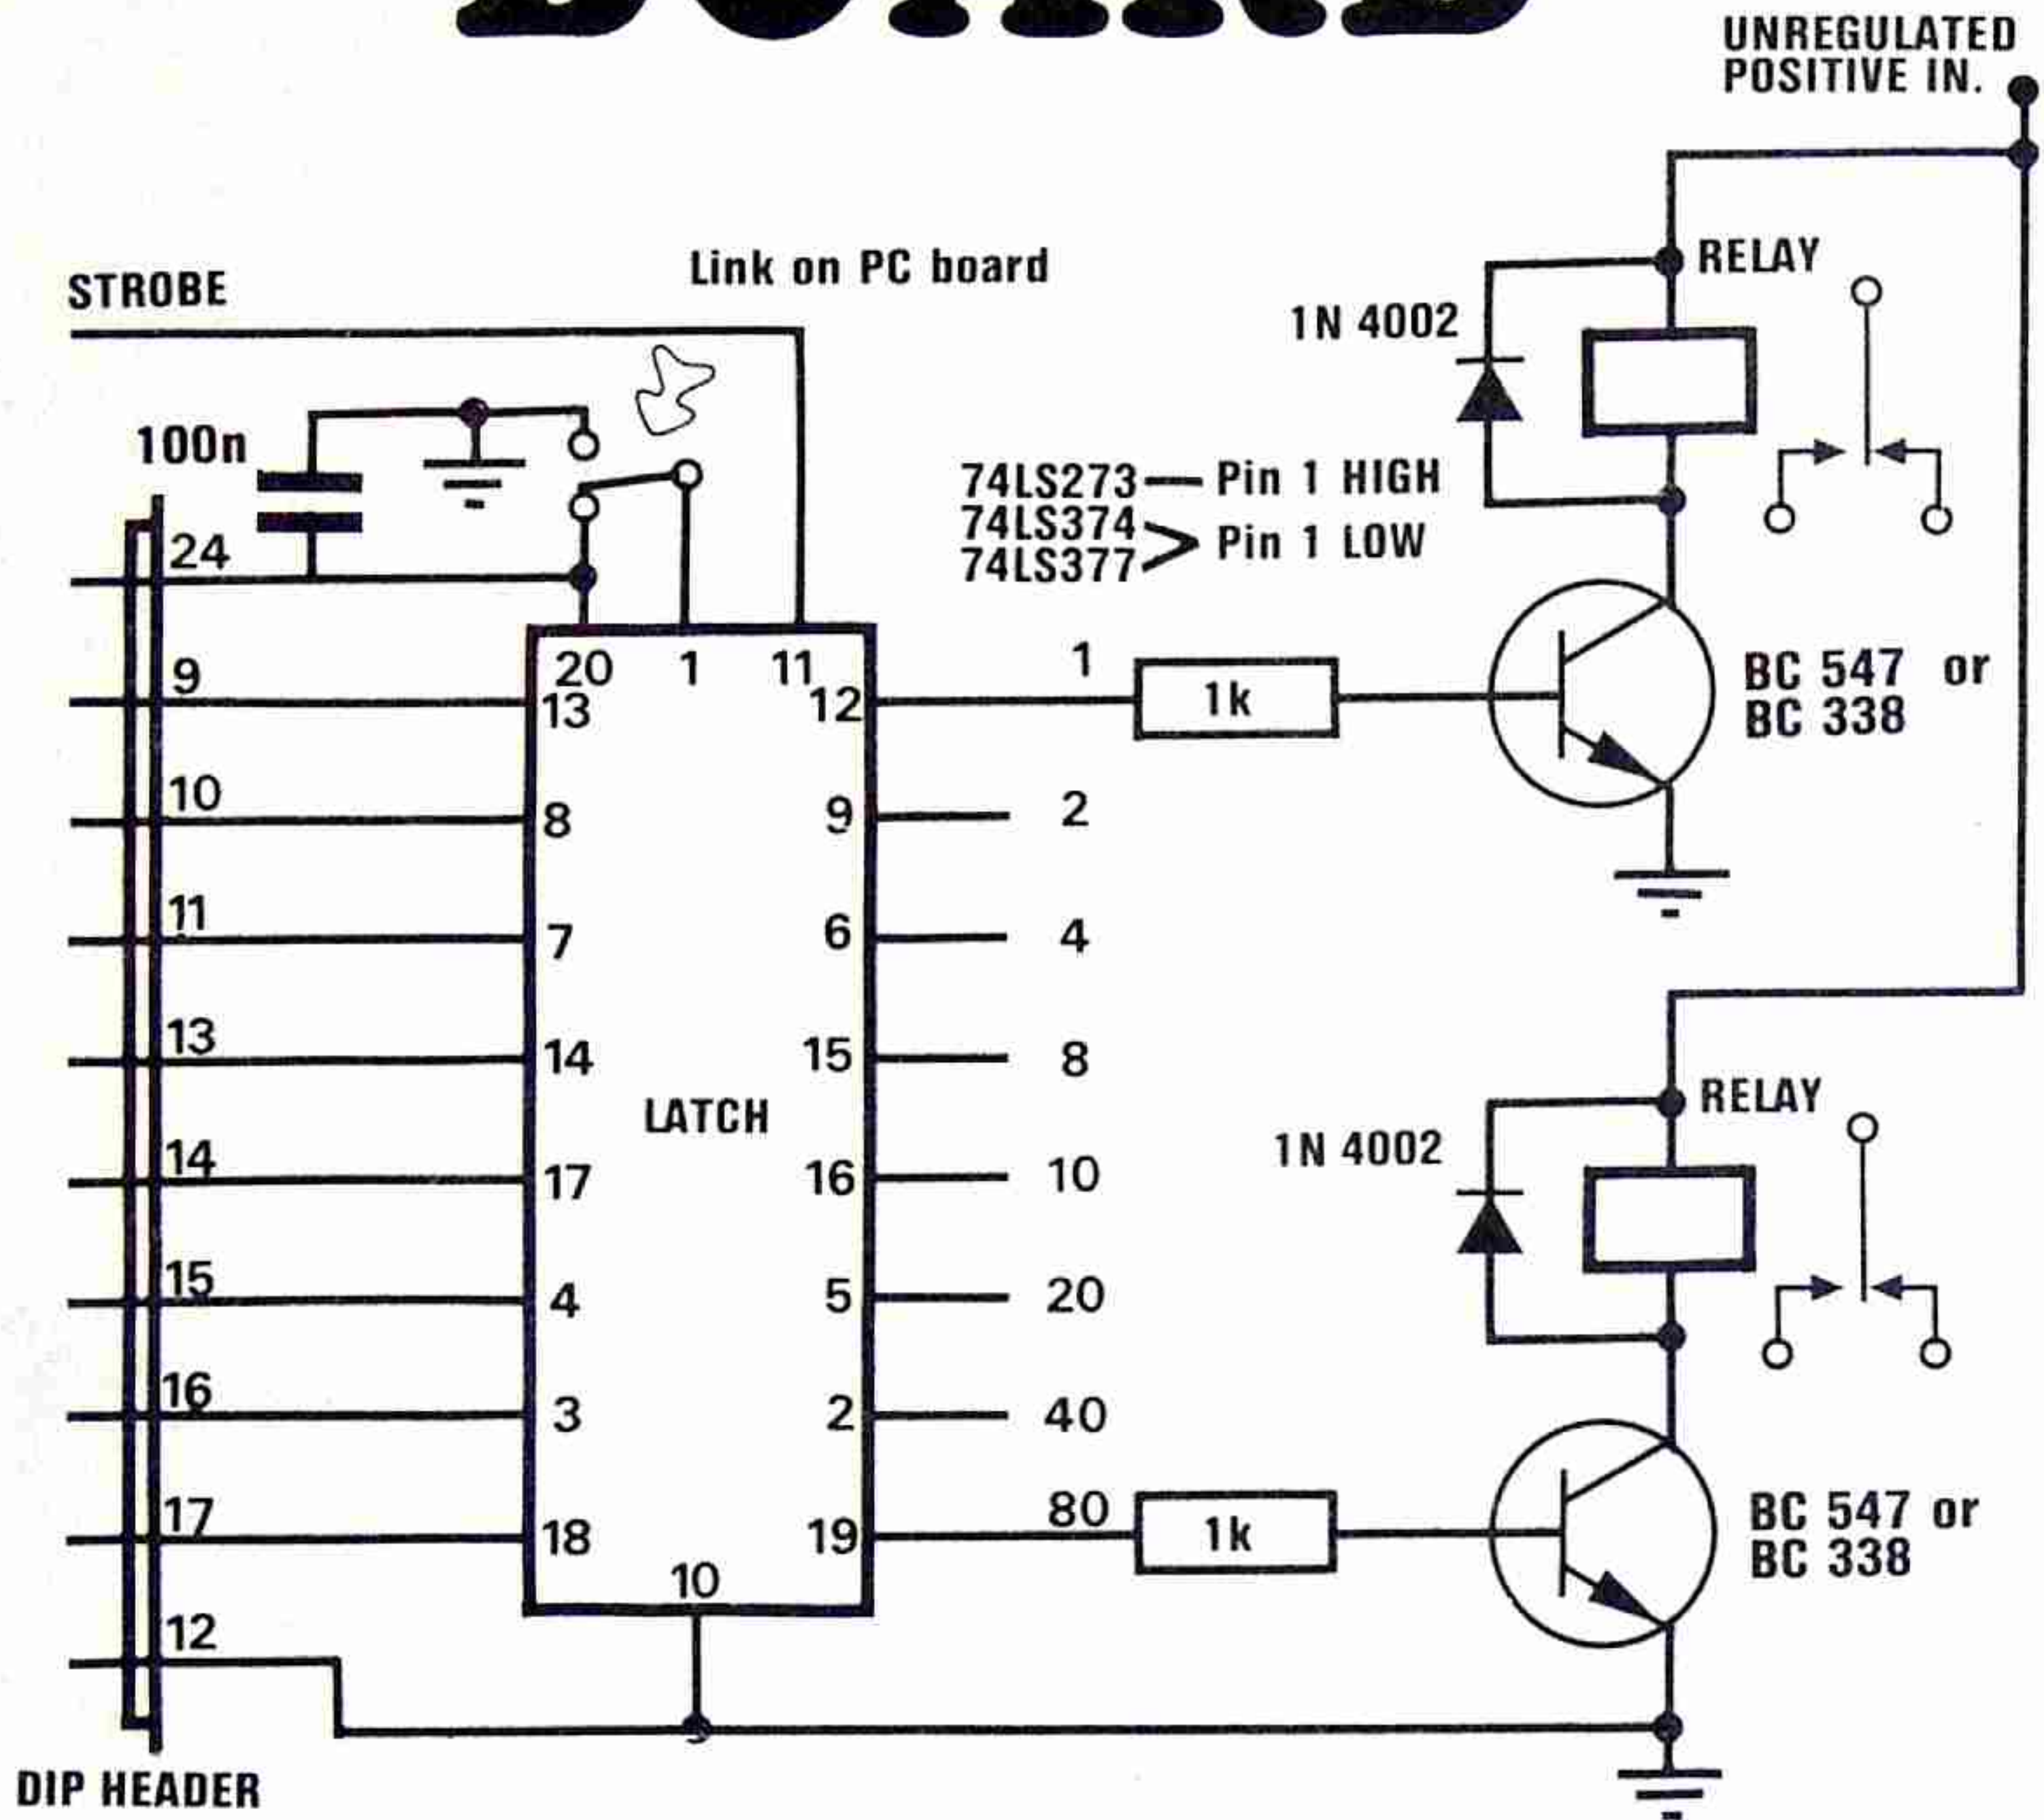 UNREGULATED
POSITIVE IN.
STROBE
Link on PC board
RELAY
1N 4002
100n
74LS273 — Pin 1 HIGH
74LS374
74LS377 > Pin 1 LOW
24
20 1 11
9 13 12 1 1k
BC 547 or
BC 338
10 8 9 2
11 7 6 4
13 14 15 8
LATCH
RELAY
1N 4002
14 17 16 10
15 4 5 20
16 3 2 40
17 18 19 80 1k
BC 547 or
BC 338
10
12
DIP HEADER